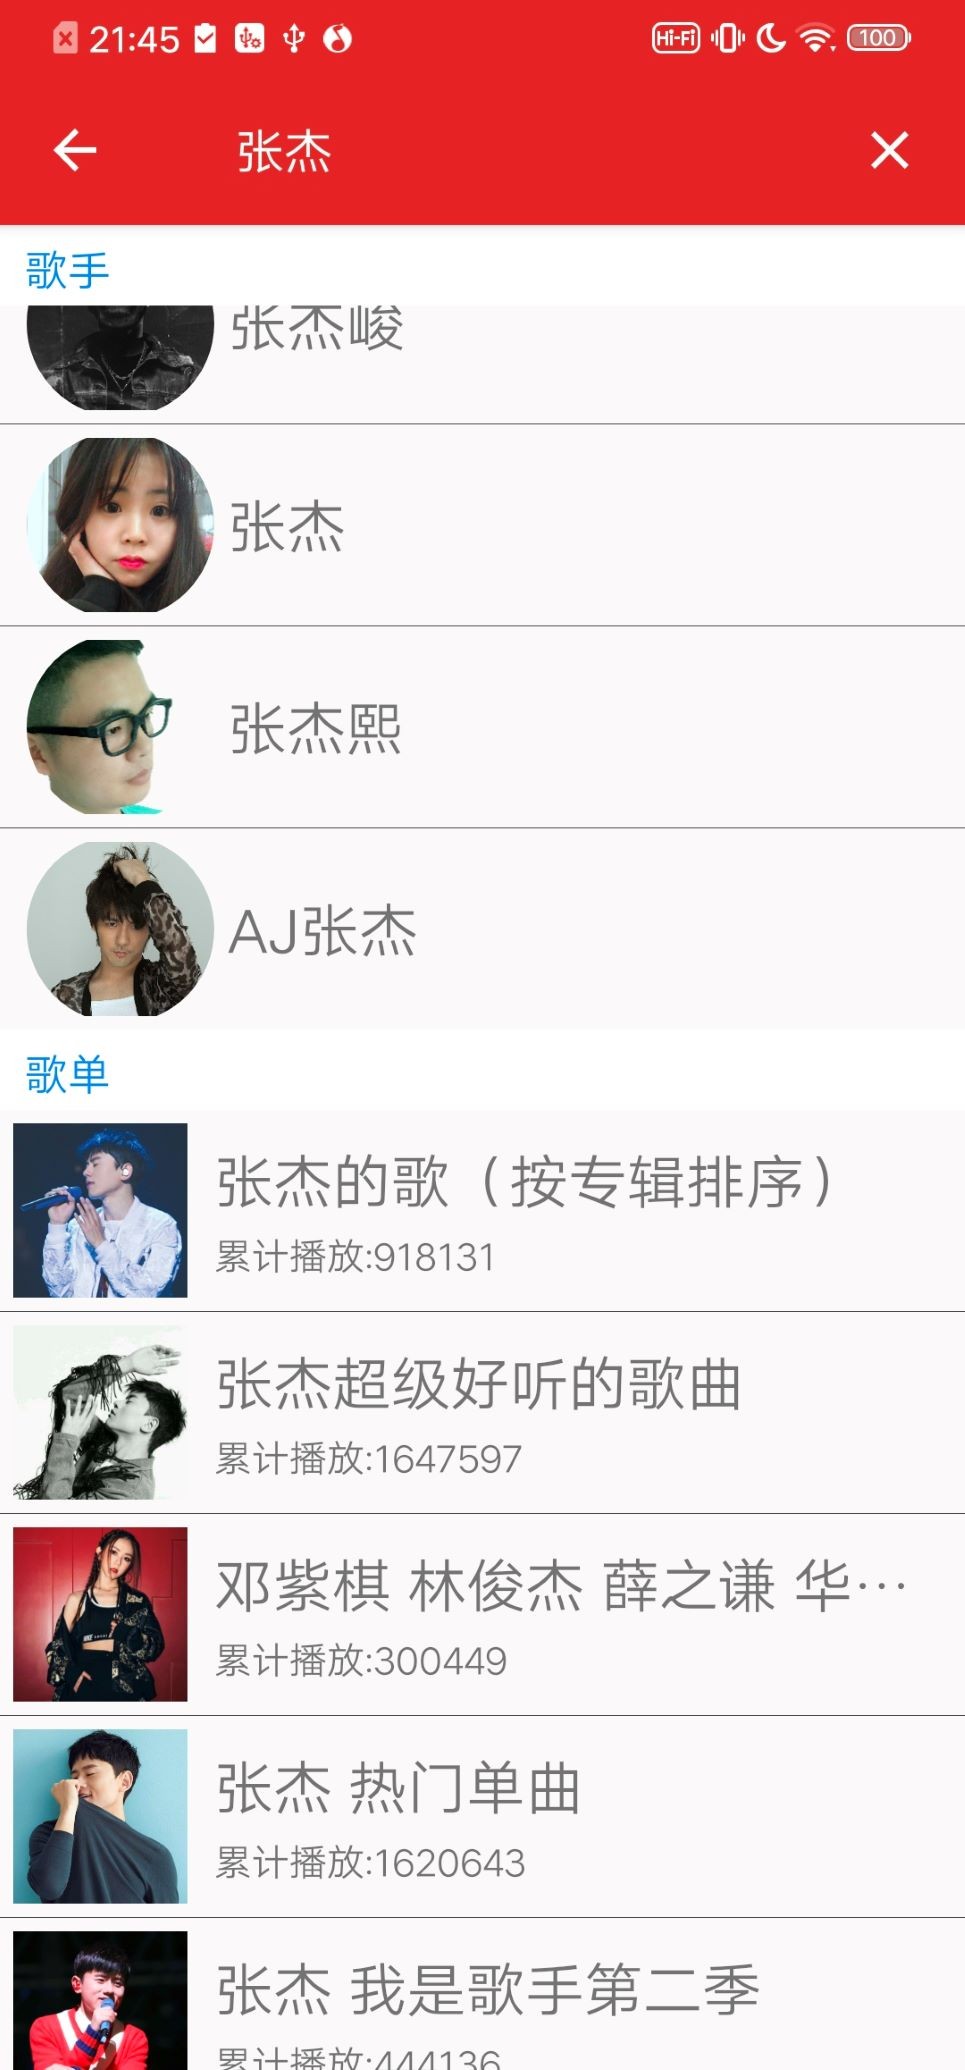 21:45 Hi-Fi 100
张杰
歌手
张杰峻
张杰
张杰熙
AJ张杰
歌单
张杰的歌（按专辑排序）
累计播放:918131
张杰超级好听的歌曲
累计播放:1647597
邓紫棋 林俊杰 薛之谦 华…
累计播放:300449
张杰 热门单曲
累计播放:1620643
张杰 我是歌手第二季
累计播放:444136